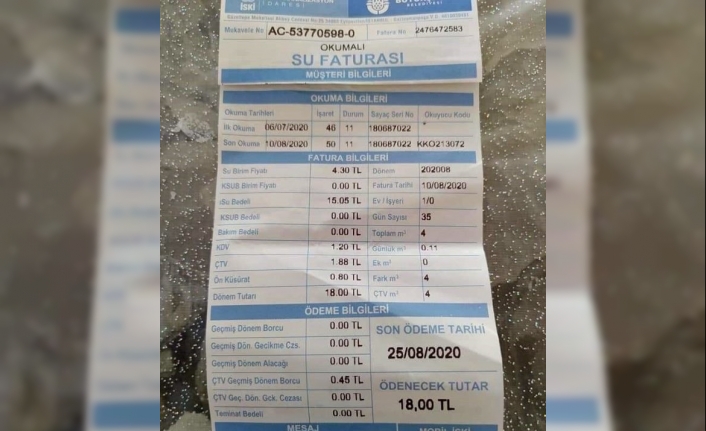 İSKİ
İDARESİ
BELEDİYESİ
Mukavele No AC-53770598-0 Fatura No 2476472583
OKUMALI
SU FATURASI
MÜŞTERİ BİLGİLERİ
OKUMA BİLGİLERİ
Okuma Tarihleri İşaret Durum Sayaç Seri No Okuyucu Kodu
İlk Okuma 06/07/2020 46 11 180687022 *
Son Okuma 10/08/2020 50 11 180687022 KKO213072
FATURA BİLGİLERİ
Su Birim Fiyatı 4.30 TL Dönem 202008
KSUB Birim Fiyatı 0.00 TL Fatura Tarihi 10/08/2020
Su Bedeli 15.05 TL Ev / İşyeri 1/0
KSUB Bedeli 0.00 TL Gün Sayısı 35
Bakım Bedeli 0.00 TL Toplam m³ 4
KDV 1.20 TL Günlük m³ 0.11
ÇTV 1.88 TL Ek m³ 0
Ön Küsürat 0.80 TL Fark m³ 4
Dönem Tutarı 18.00 TL ÇTV m³ 4
ÖDEME BİLGİLERİ
Geçmiş Dönem Borcu 0.00 TL
Geçmiş Dön. Gecikme Czs. 0.00 TL
Geçmiş Dönem Alacağı 0.00 TL
ÇTV Geçmiş Dönem Borcu 0.45 TL
ÇTV Geç. Dön. Gck. Cezası 0.00 TL
Teminat Bedeli 0.00 TL
SON ÖDEME TARİHİ
25/08/2020
ÖDENECEK TUTAR
18,00 TL
MESAJ
MOBİL İSKİ